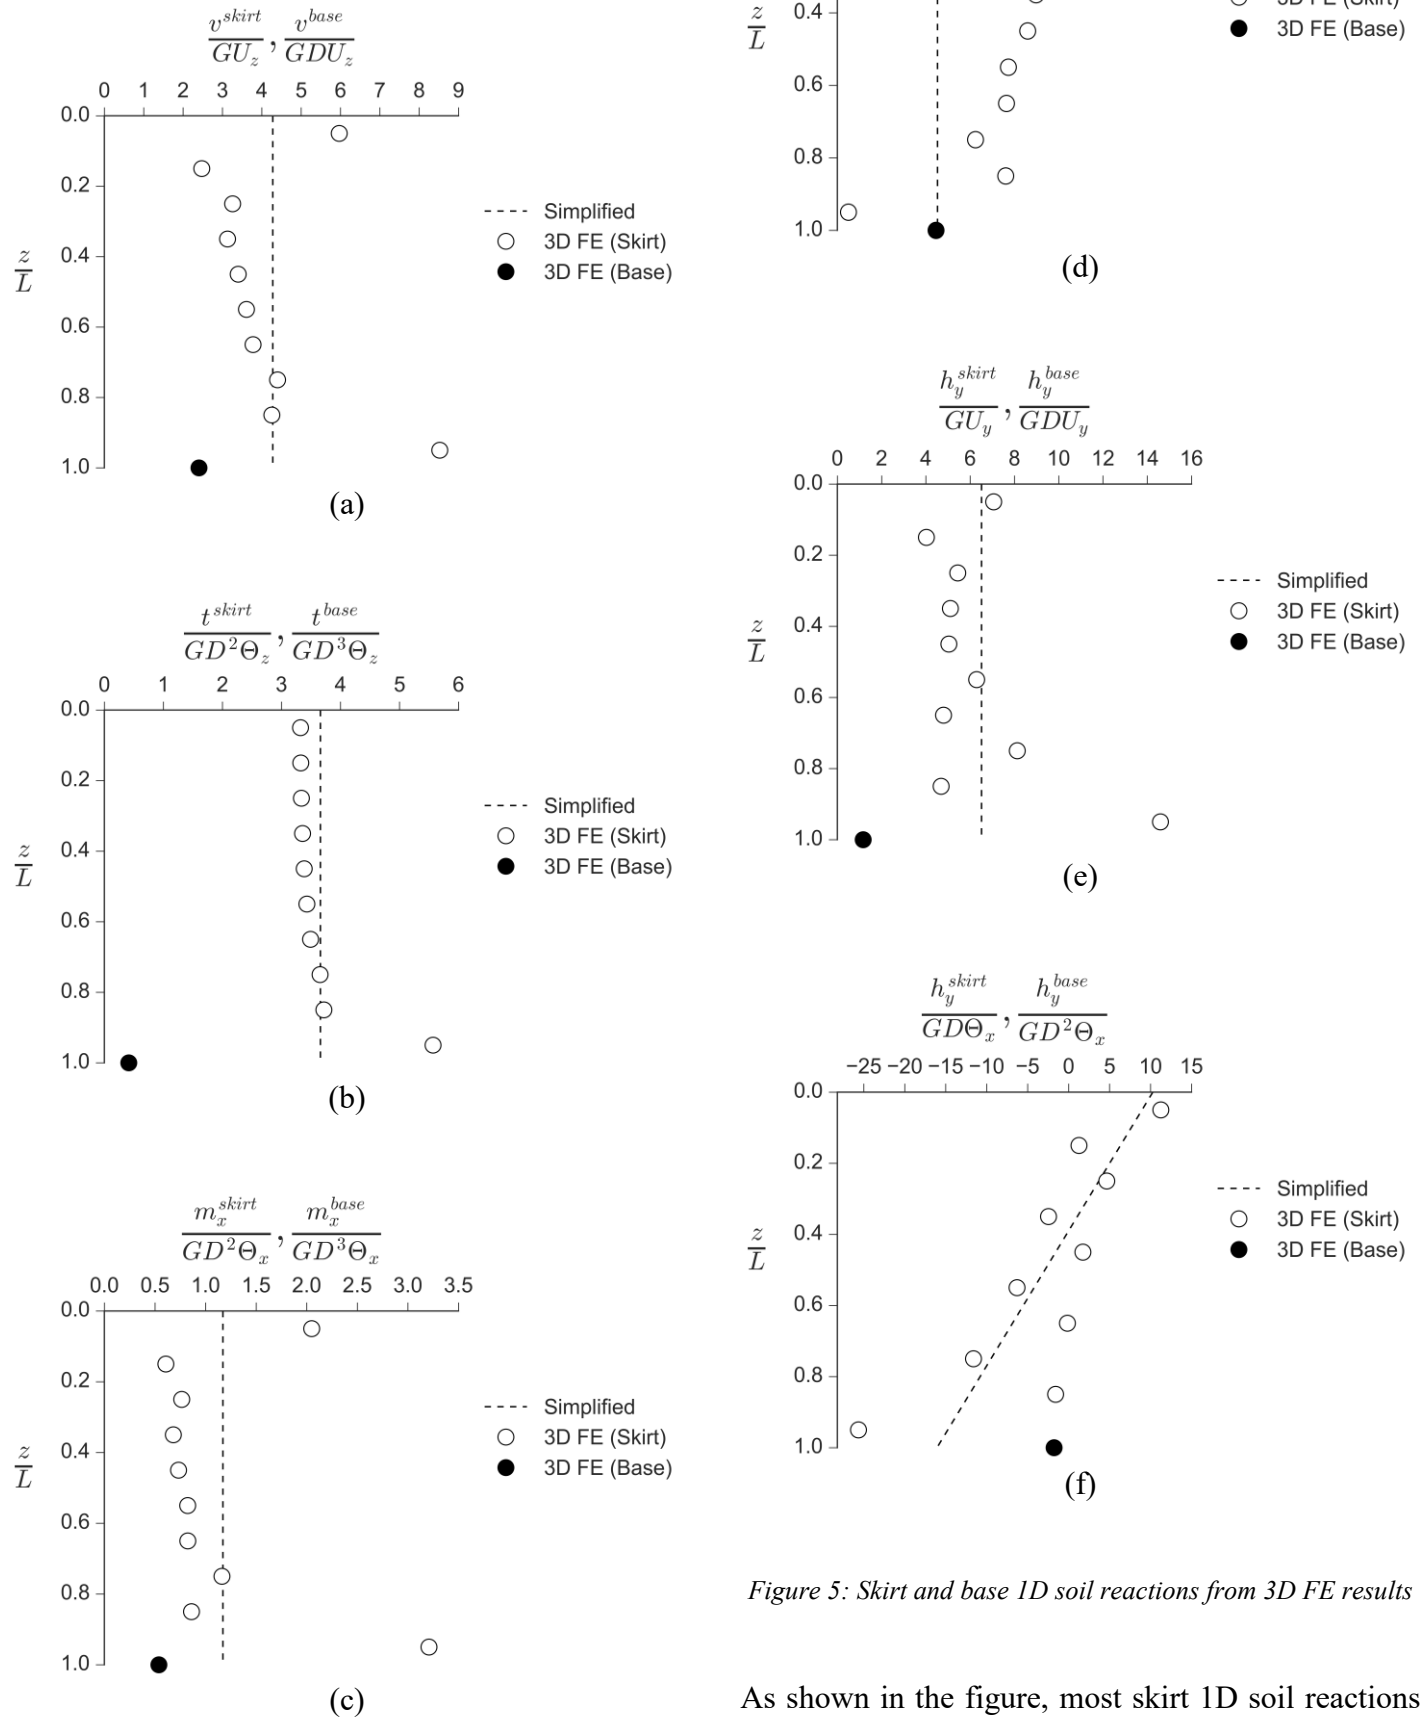 v^skirt/GU_z, v^base/GDU_z
0 1 2 3 4 5 6 7 8 9
0.0
0.2
0.4
0.6
0.8
1.0
z/L
Simplified
3D FE (Skirt)
3D FE (Base)
(a)
t^skirt/GD^2Θ_z, t^base/GD^3Θ_z
0 1 2 3 4 5 6
0.0
0.2
0.4
0.6
0.8
1.0
z/L
Simplified
3D FE (Skirt)
3D FE (Base)
(b)
m_x^skirt/GD^2Θ_x, m_x^base/GD^3Θ_x
0.0 0.5 1.0 1.5 2.0 2.5 3.0 3.5
0.0
0.2
0.4
0.6
0.8
1.0
z/L
Simplified
3D FE (Skirt)
3D FE (Base)
(c)
0.4
0.6
0.8
1.0
z/L
3D FE (Skirt)
3D FE (Base)
(d)
h_y^skirt/GU_y, h_y^base/GDU_y
0 2 4 6 8 10 12 14 16
0.0
0.2
0.4
0.6
0.8
1.0
z/L
Simplified
3D FE (Skirt)
3D FE (Base)
(e)
h_y^skirt/GDΘ_x, h_y^base/GD^2Θ_x
−25 −20 −15 −10 −5 0 5 10 15
0.0
0.2
0.4
0.6
0.8
1.0
z/L
Simplified
3D FE (Skirt)
3D FE (Base)
(f)
Figure 5: Skirt and base 1D soil reactions from 3D FE results
As shown in the figure, most skirt 1D soil reactions